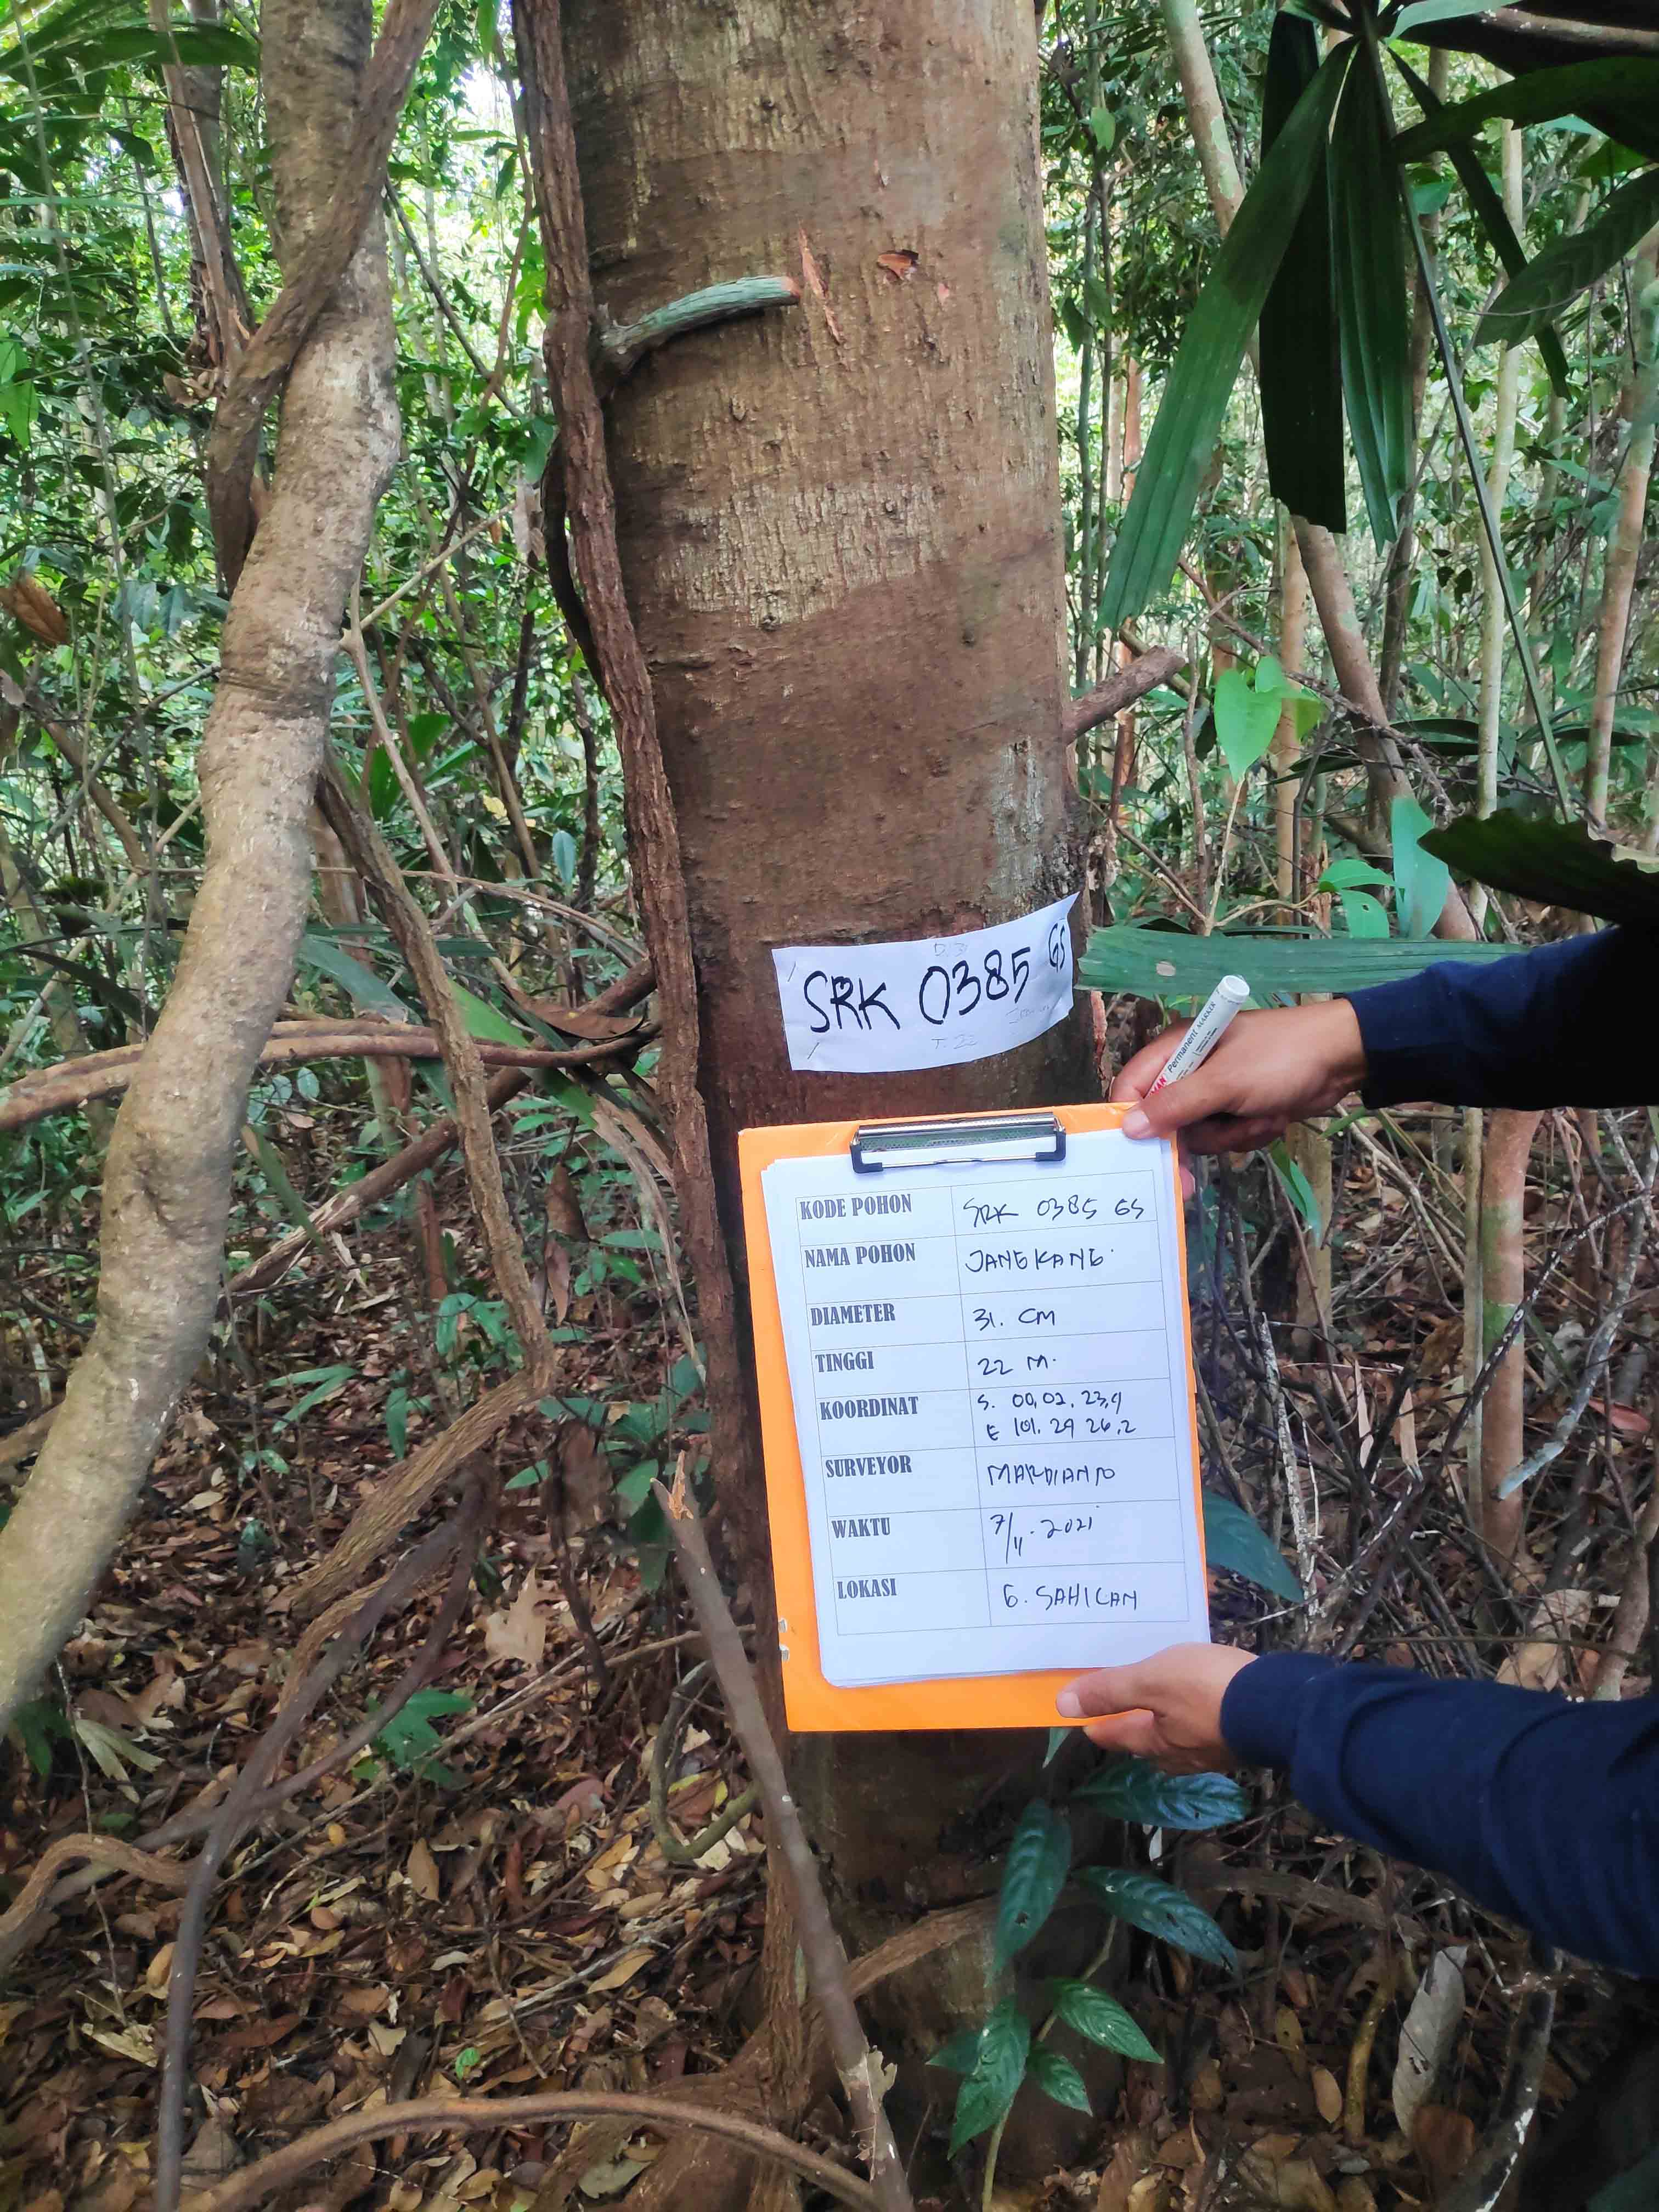 SRK 0385 GS
D. 31
T. 22
Permanent MARKER
KODE POHON SRK 0385 GS
NAMA POHON JANGKANG
DIAMETER 31. CM
TINGGI 22 M.
KOORDINAT S. 00, 02, 23,9
E 101. 29 26,2
SURVEYOR MARDIANTO
WAKTU 7/11. 2021
LOKASI G. SAHILAN